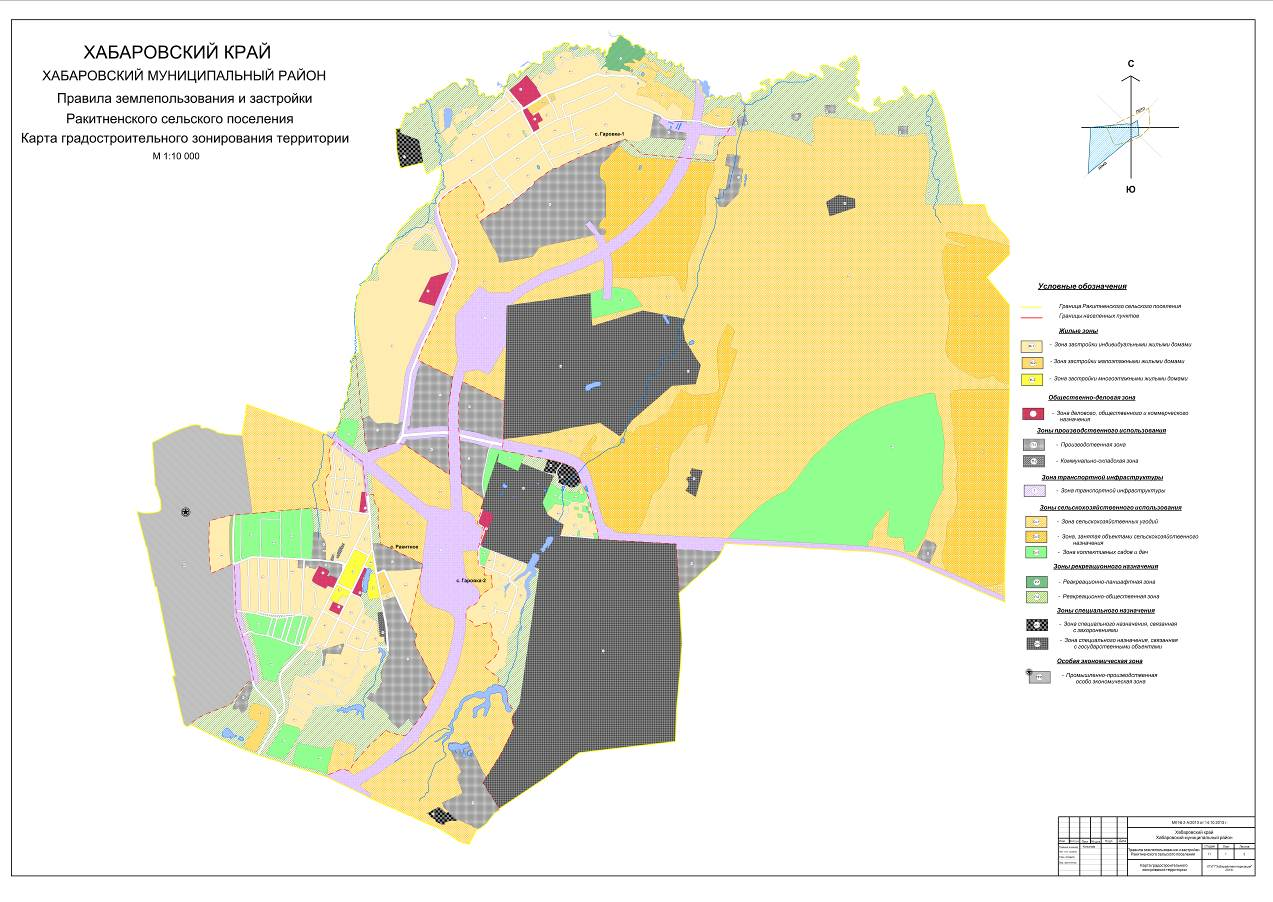 ХАБАРОВСКИЙ КРАЙ
ХАБАРОВСКИЙ МУНИЦИПАЛЬНЫЙ РАЙОН
Правила землепользования и застройки
Ракитненского сельского поселения
Карта градостроительного зонирования территории
М 1:10 000
С
Ю
с. Гаровка-1
с. Ракитное
с. Гаровка-2
Условные обозначения
Граница Ракитненского сельского поселения
Границы населенных пунктов
Жилые зоны
- Зона застройки индивидуальными жилыми домами
- Зона застройки малоэтажными жилыми домами
- Зона застройки многоэтажными жилыми домами
Общественно-деловая зона
- Зона делового, общественного и коммерческого
назначения
Зоны производственного использования
- Производственная зона
- Коммунально-складская зона
Зона транспортной инфраструктуры
- Зона транспортной инфраструктуры
Зоны сельскохозяйственного использования
- Зона сельскохозяйственных угодий
- Зона, занятая объектами сельскохозяйственного
назначения
- Зона коллективных садов и дач
Зоны рекреационного назначения
- Рекреационно-ландшафтная зона
- Рекреационно-общественная зона
Зоны специального назначения
- Зона специального назначения, связанная
с захоронениями
- Зона специального назначения, связанная
с государственными объектами
Особая экономическая зона
- Промышленно-производственная
особо экономическая зона
Хабаровский край
Хабаровский муниципальный район
Правила землепользования и застройки
Ракитненского сельского поселения
Стадия Лист Листов
Карта градостроительного
зонирования территории